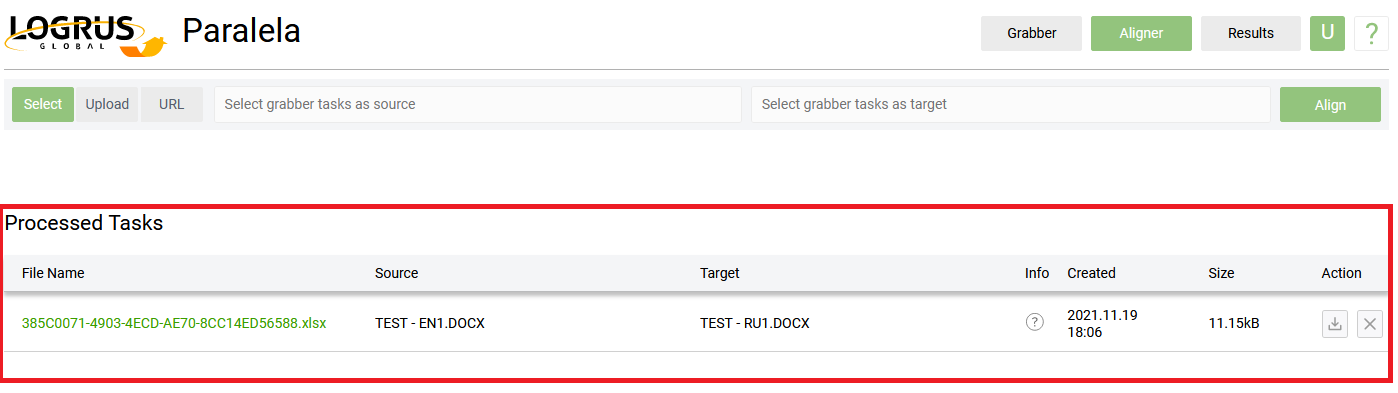 LOGRUS
GLOBAL
Paralela
Grabber
Aligner
Results
U
?
Select
Upload
URL
Select grabber tasks as source
Select grabber tasks as target
Align
Processed Tasks
File Name Source Target Info Created Size Action
385C0071-4903-4ECD-AE70-8CC14ED56588.xlsx TEST - EN1.DOCX TEST - RU1.DOCX ? 2021.11.19 11.15kB
18:06